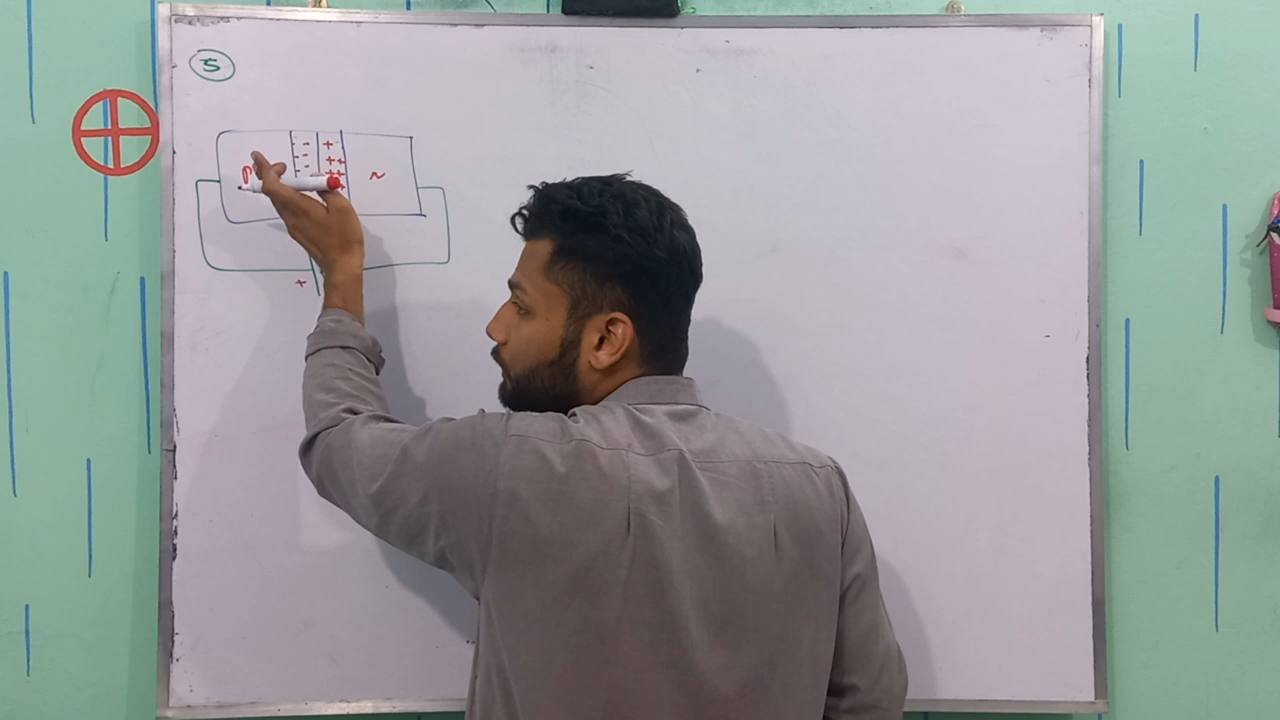 5
- - + +
- + +
- + +
P
n
+